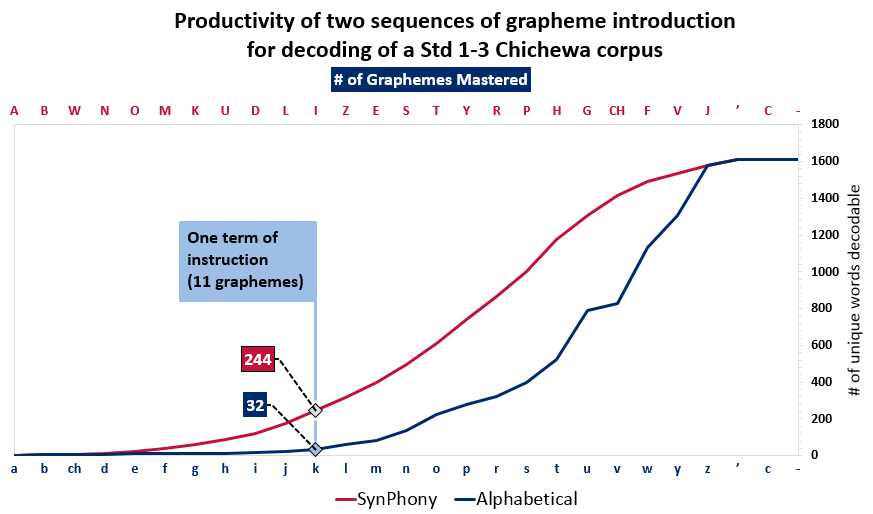 Productivity of two sequences of grapheme introduction
for decoding of a Std 1-3 Chichewa corpus
# of Graphemes Mastered
A B W N O M K U D L I Z E S T Y R P H G CH F V J ’ C -
1800
1600
1400
1200
1000
800
600
400
200
0
# of unique words decodable
One term of
instruction
(11 graphemes)
244
32
a b ch d e f g h i j k l m n o p r s t u v w y z ’ c -
SynPhony Alphabetical